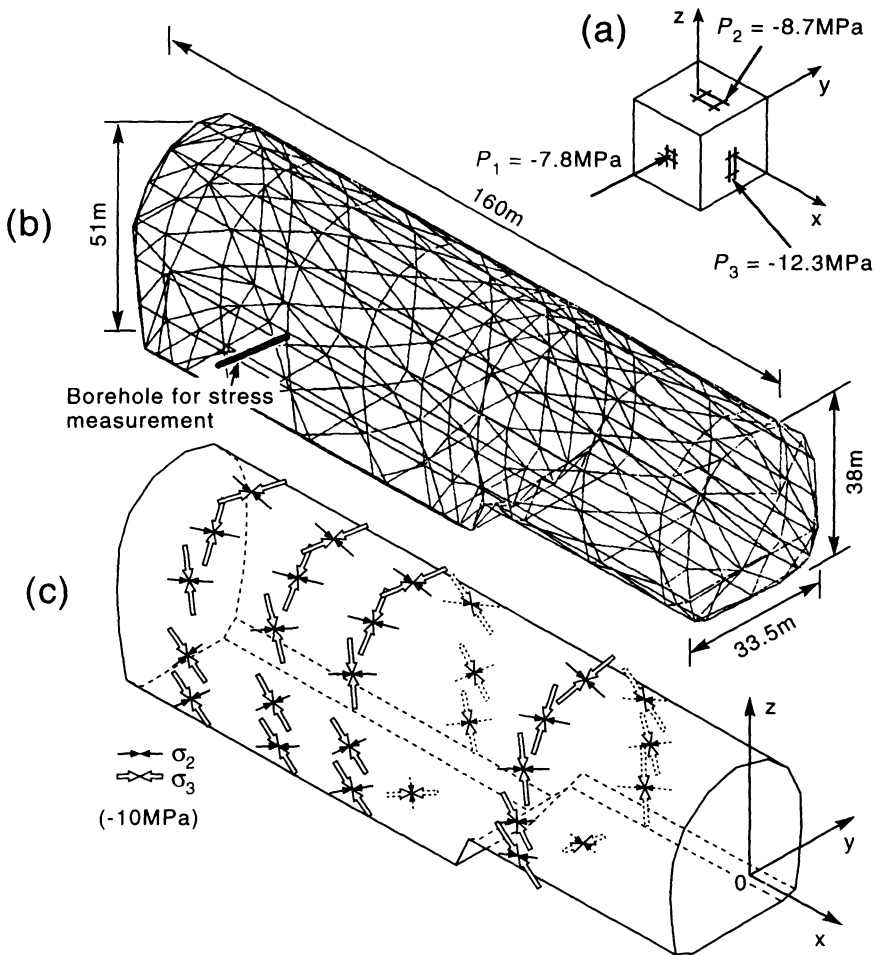 (a)
z
P2 = -8.7MPa
y
P1 = -7.8MPa
x
P3 = -12.3MPa
(b)
51m
160m
Borehole for stress
measurement
38m
33.5m
(c)
σ2
σ3
(-10MPa)
z
y
0
x